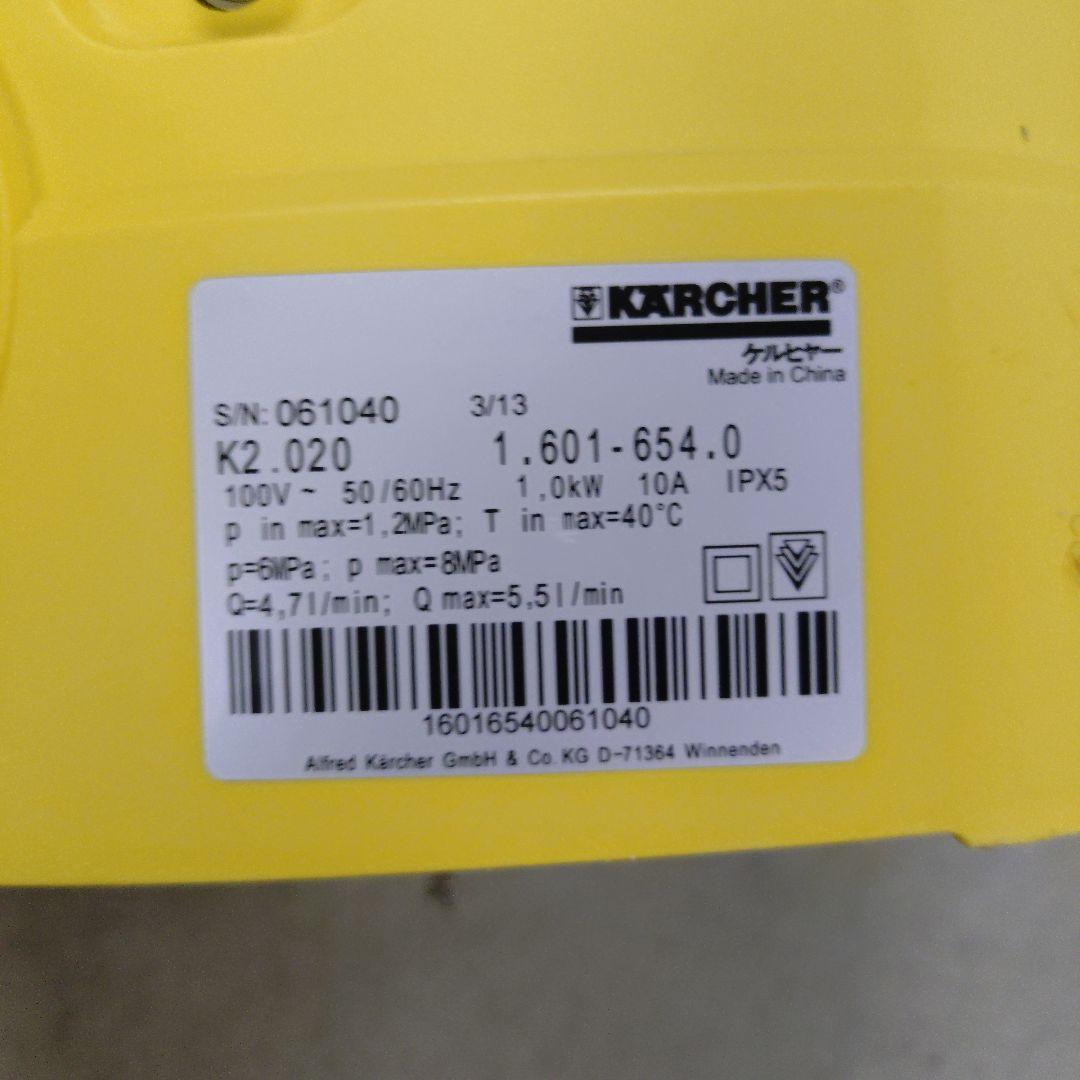 KÄRCHER®
ケルヒャー
Made in China
S/N: 061040 3/13
K2.020 1.601-654.0
100V ~ 50/60Hz 1,0kW 10A IPX5
p in max=1,2MPa; T in max=40°C
p=6MPa; p max=8MPa
Q=4,7l/min; Q max=5,5l/min
16016540061040
Alfred Kärcher GmbH & Co. KG D-71364 Winnenden